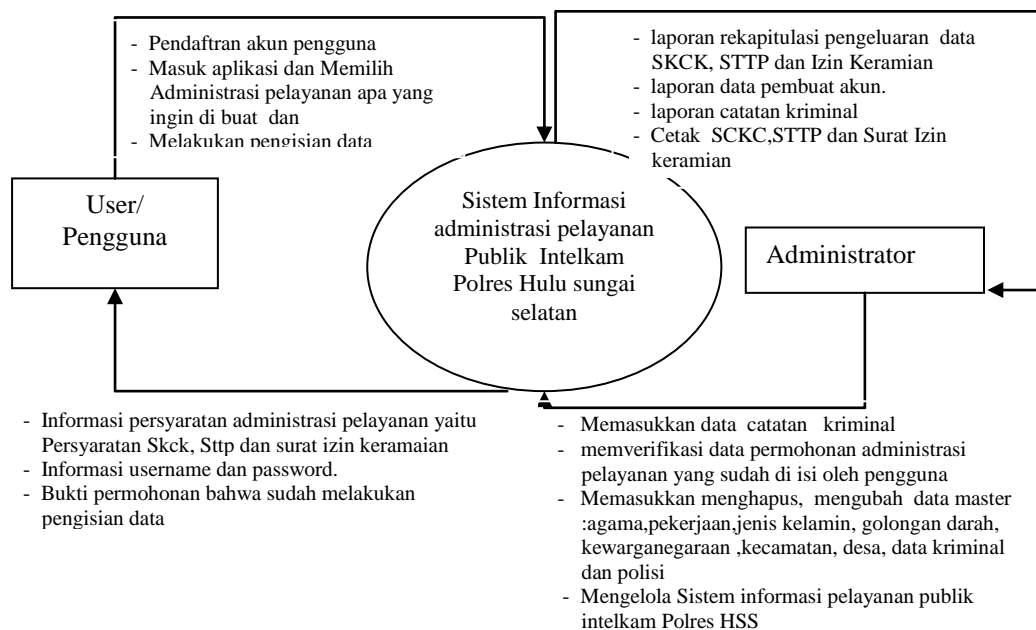 - Pendaftran akun pengguna
- Masuk aplikasi dan Memilih
Administrasi pelayanan apa yang
ingin di buat dan
- Melakukan pengisian data
- laporan rekapitulasi pengeluaran data
SKCK, STTP dan Izin Keramian
- laporan data pembuat akun.
- laporan catatan kriminal
- Cetak SCKC,STTP dan Surat Izin
keramian
User/
Pengguna
Sistem Informasi
administrasi pelayanan
Publik Intelkam
Polres Hulu sungai
selatan
Administrator
- Informasi persyaratan administrasi pelayanan yaitu
Persyaratan Skck, Sttp dan surat izin keramaian
- Informasi username dan password.
- Bukti permohonan bahwa sudah melakukan
pengisian data
- Memasukkan data catatan kriminal
- memverifikasi data permohonan administrasi
pelayanan yang sudah di isi oleh pengguna
- Memasukkan menghapus, mengubah data master
:agama,pekerjaan,jenis kelamin, golongan darah,
kewarganegaraan ,kecamatan, desa, data kriminal
dan polisi
- Mengelola Sistem informasi pelayanan publik
intelkam Polres HSS